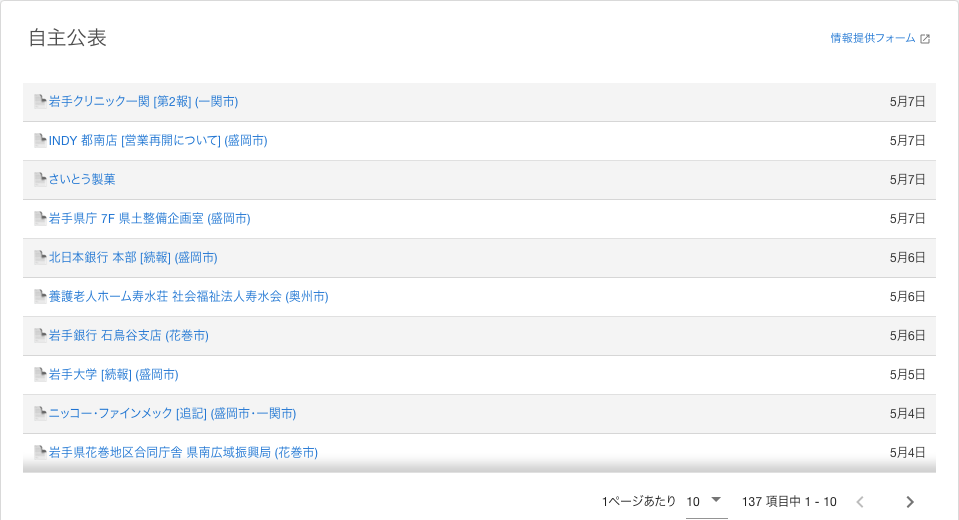 自主公表
情報提供フォーム
岩手クリニック一関 [第2報] (一関市) 5月7日
INDY 都南店 [営業再開について] (盛岡市) 5月7日
さいとう製菓 5月7日
岩手県庁 7F 県土整備企画室 (盛岡市) 5月7日
北日本銀行 本部 [続報] (盛岡市) 5月6日
養護老人ホーム寿水荘 社会福祉法人寿水会 (奥州市) 5月6日
岩手銀行 石鳥谷支店 (花巻市) 5月6日
岩手大学 [続報] (盛岡市) 5月5日
ニッコー・ファインメック [追記] (盛岡市・一関市) 5月4日
岩手県花巻地区合同庁舎 県南広域振興局 (花巻市) 5月4日
1ページあたり 10 137 項目中 1 - 10